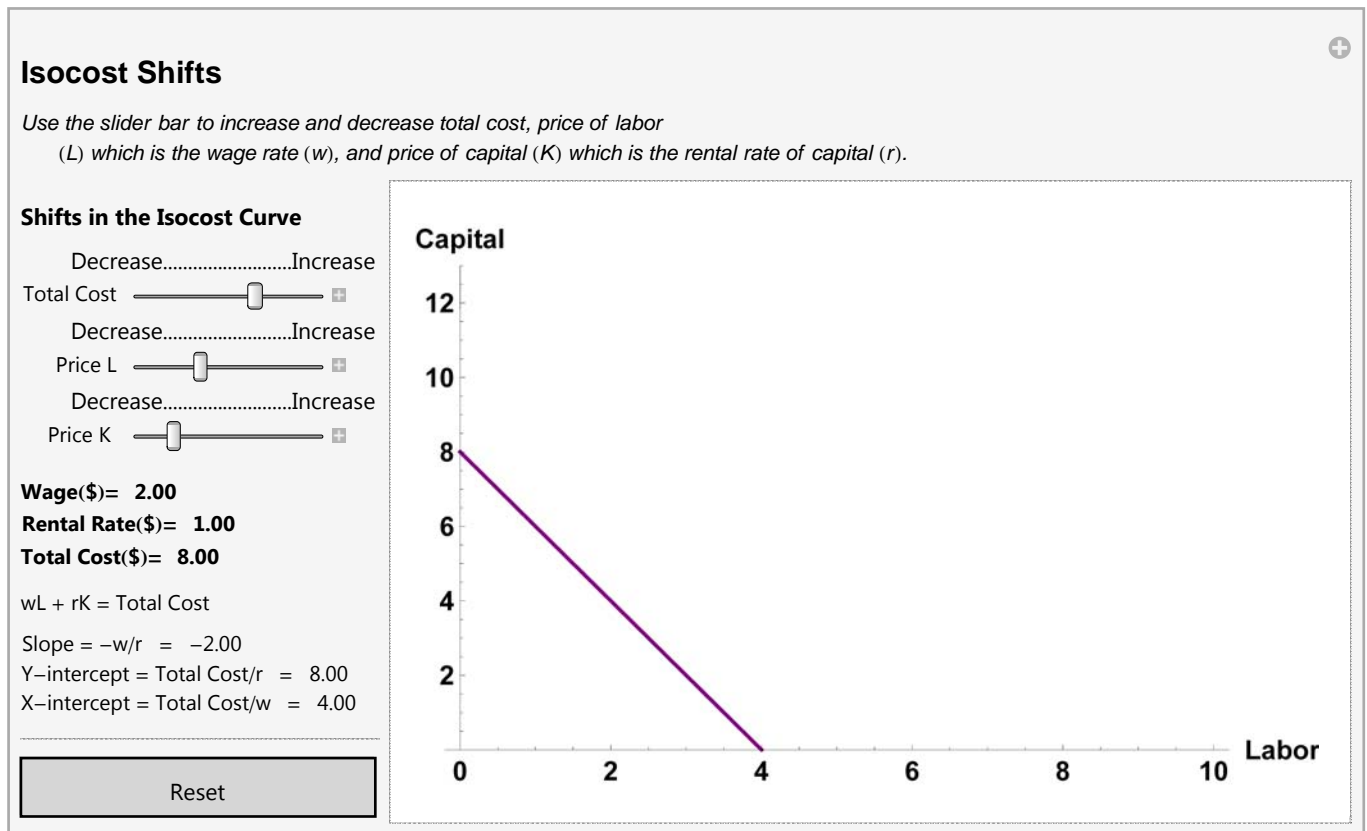 Isocost Shifts
Use the slider bar to increase and decrease total cost, price of labor
(L) which is the wage rate (w), and price of capital (K) which is the rental rate of capital (r).
Shifts in the Isocost Curve
Decrease..........................Increase
Total Cost
Decrease..........................Increase
Price L
Decrease..........................Increase
Price K
Wage($)= 2.00
Rental Rate($)= 1.00
Total Cost($)= 8.00
wL + rK = Total Cost
Slope = −w/r = −2.00
Y−intercept = Total Cost/r = 8.00
X−intercept = Total Cost/w = 4.00
Reset
Capital
12
10
8
6
4
2
0 2 4 6 8 10
Labor